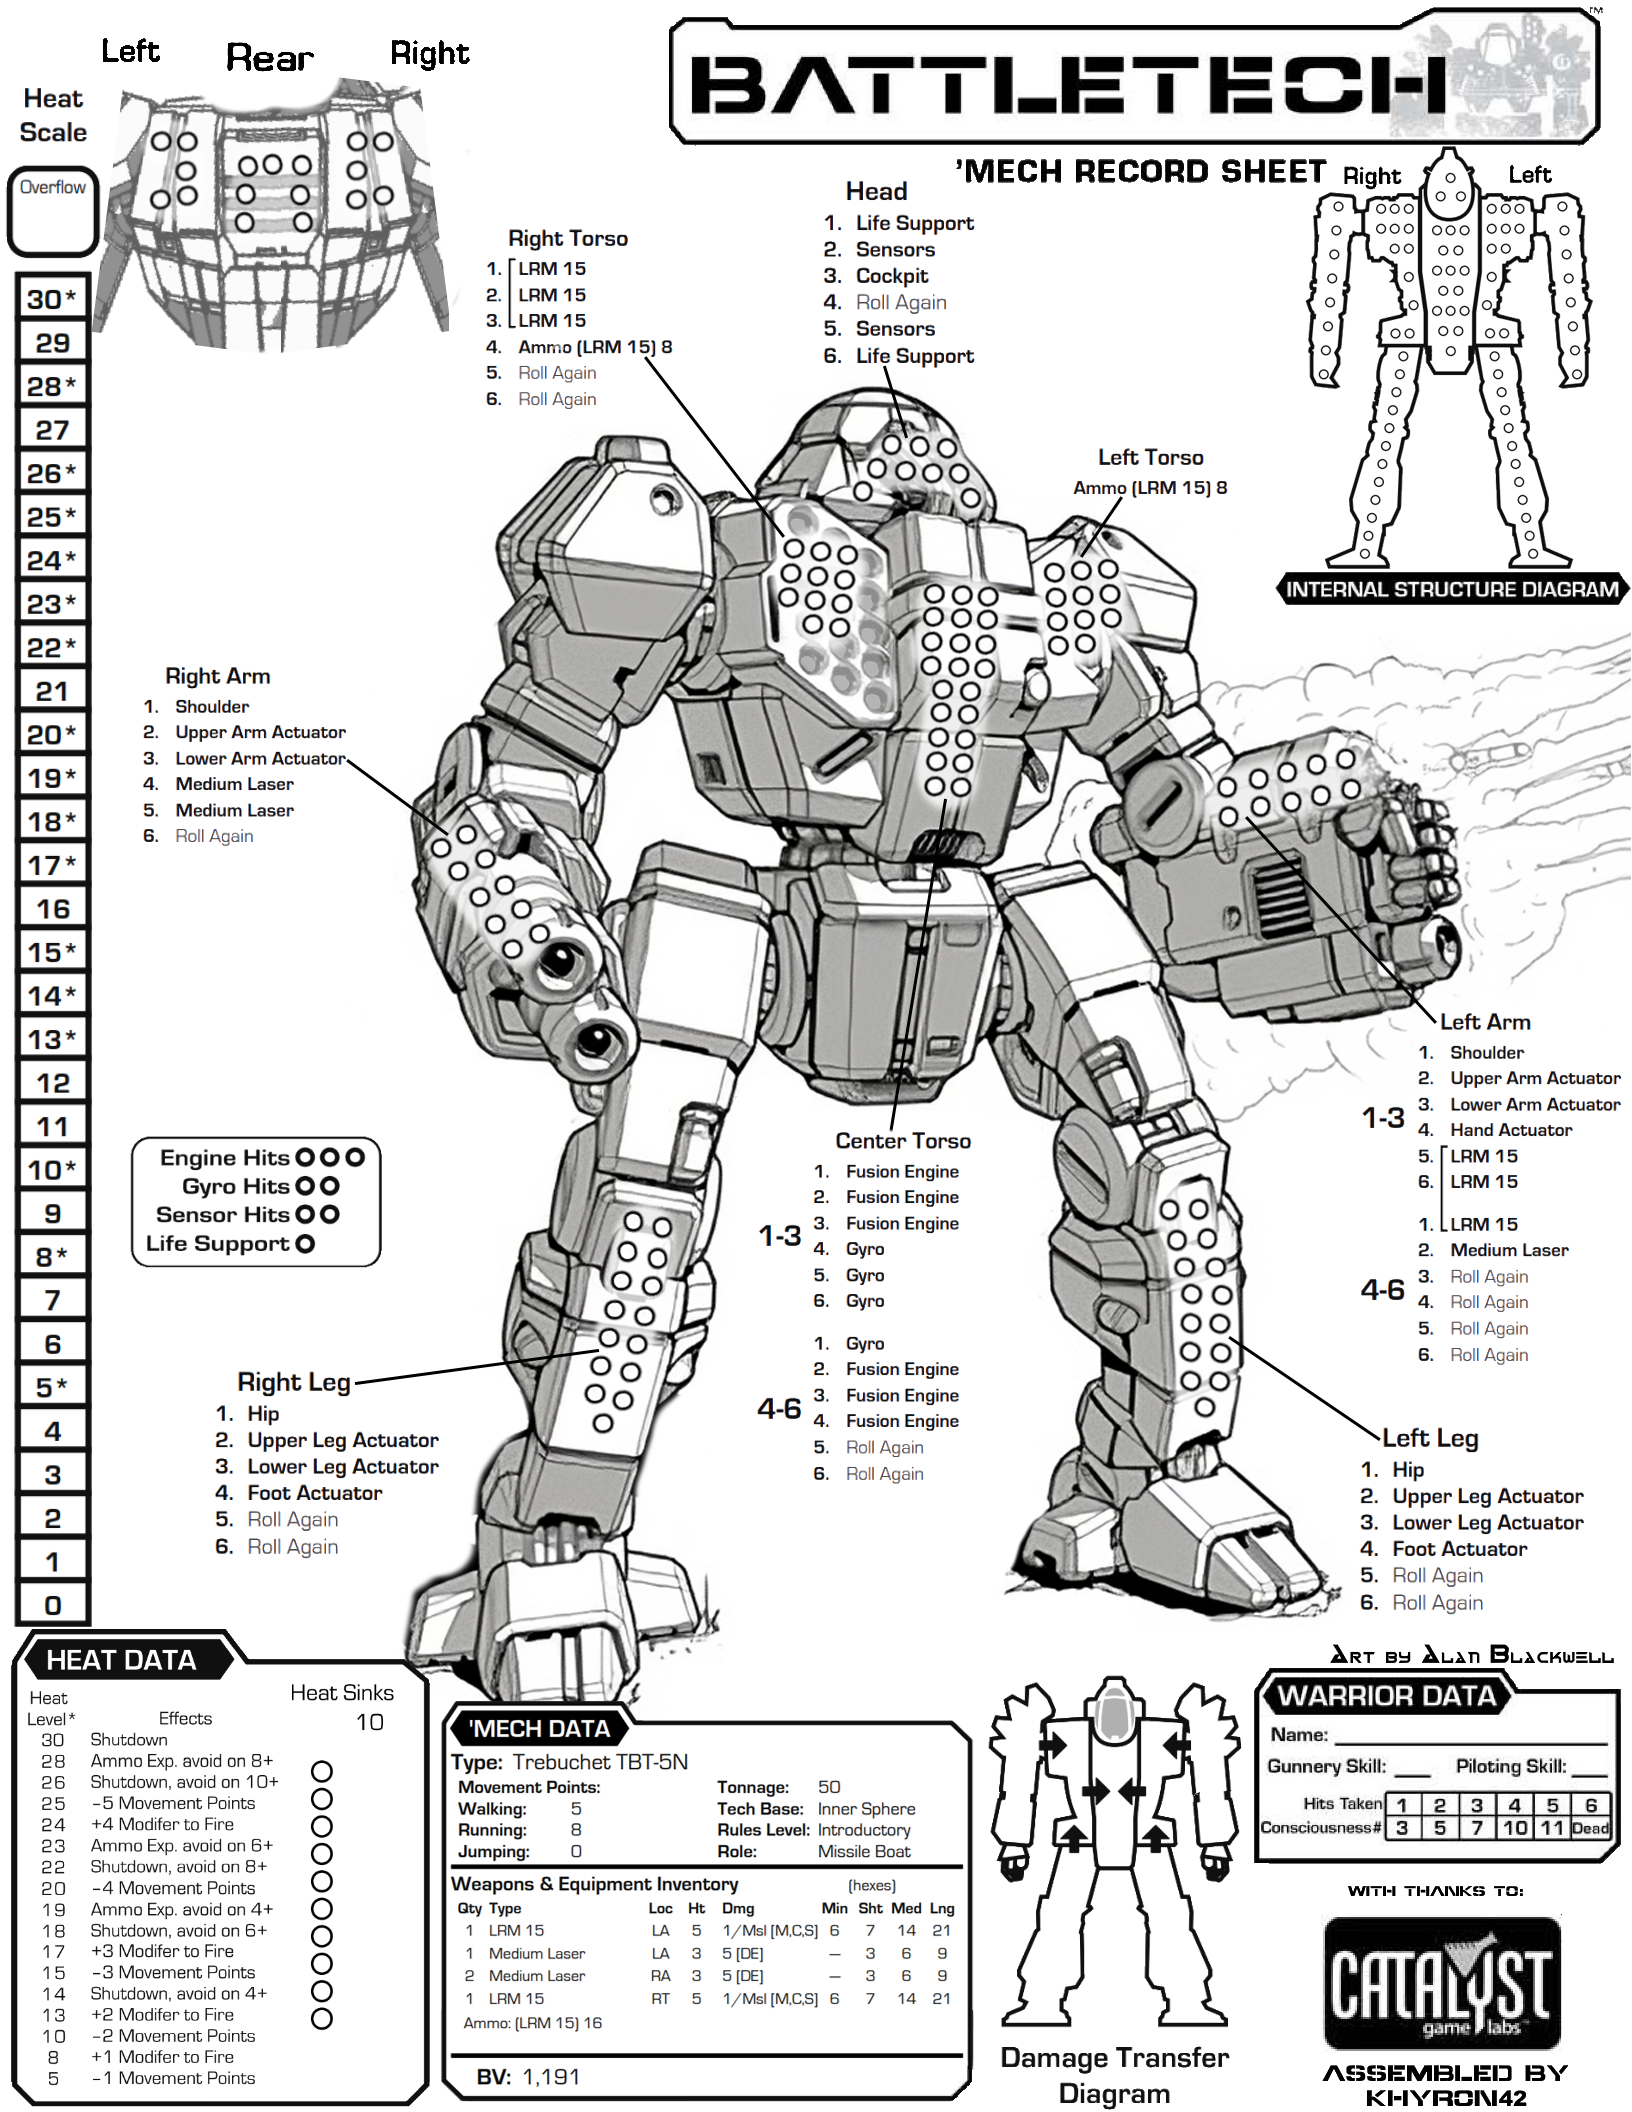 Left Rear Right
BATTLETECH
™
'MECH RECORD SHEET
Heat
Scale
Overflow
30*
29
28*
27
26*
25*
24*
23*
22*
21
20*
19*
18*
17*
16
15*
14*
13*
12
11
10*
9
8*
7
6
5*
4
3
2
1
0
Right Torso
1. LRM 15
2. LRM 15
3. LRM 15
4. Ammo (LRM 15) 8
5. Roll Again
6. Roll Again
Head
1. Life Support
2. Sensors
3. Cockpit
4. Roll Again
5. Sensors
6. Life Support
Right Left
INTERNAL STRUCTURE DIAGRAM
Left Torso
Ammo (LRM 15) 8
Right Arm
1. Shoulder
2. Upper Arm Actuator
3. Lower Arm Actuator
4. Medium Laser
5. Medium Laser
6. Roll Again
Left Arm
1. Shoulder
2. Upper Arm Actuator
1-3 3. Lower Arm Actuator
4. Hand Actuator
5. LRM 15
6. LRM 15
1. LRM 15
2. Medium Laser
4-6 3. Roll Again
4. Roll Again
5. Roll Again
6. Roll Again
Engine Hits
Gyro Hits
Sensor Hits
Life Support
Center Torso
1. Fusion Engine
2. Fusion Engine
1-3 3. Fusion Engine
4. Gyro
5. Gyro
6. Gyro
1. Gyro
2. Fusion Engine
4-6 3. Fusion Engine
4. Fusion Engine
5. Roll Again
6. Roll Again
Right Leg
1. Hip
2. Upper Leg Actuator
3. Lower Leg Actuator
4. Foot Actuator
5. Roll Again
6. Roll Again
Left Leg
1. Hip
2. Upper Leg Actuator
3. Lower Leg Actuator
4. Foot Actuator
5. Roll Again
6. Roll Again
HEAT DATA
Heat Level* Effects
Heat Sinks
10
30 Shutdown
28 Ammo Exp. avoid on 8+
26 Shutdown, avoid on 10+
25 -5 Movement Points
24 +4 Modifer to Fire
23 Ammo Exp. avoid on 6+
22 Shutdown, avoid on 8+
20 -4 Movement Points
19 Ammo Exp. avoid on 4+
18 Shutdown, avoid on 6+
17 +3 Modifer to Fire
15 -3 Movement Points
14 Shutdown, avoid on 4+
13 +2 Modifer to Fire
10 -2 Movement Points
8 +1 Modifer to Fire
5 -1 Movement Points
'MECH DATA
Type: Trebuchet TBT-5N
Movement Points: Tonnage: 50
Walking: 5 Tech Base: Inner Sphere
Running: 8 Rules Level: Introductory
Jumping: 0 Role: Missile Boat
Weapons & Equipment Inventory (hexes)
Qty Type Loc Ht Dmg Min Sht Med Lng
1 LRM 15 LA 5 1/Msl [M,C,S] 6 7 14 21
1 Medium Laser LA 3 5 [DE] — 3 6 9
2 Medium Laser RA 3 5 [DE] — 3 6 9
1 LRM 15 RT 5 1/Msl [M,C,S] 6 7 14 21
Ammo: (LRM 15) 16
BV: 1,191
Damage Transfer
Diagram
Art by Alan Blackwell
WARRIOR DATA
Name:
Gunnery Skill: Piloting Skill:
Hits Taken 1 2 3 4 5 6
Consciousness# 3 5 7 10 11 Dead
WITH THANKS TO:
CATALYST
game labs™
ASSEMBLED BY
KHYRON42